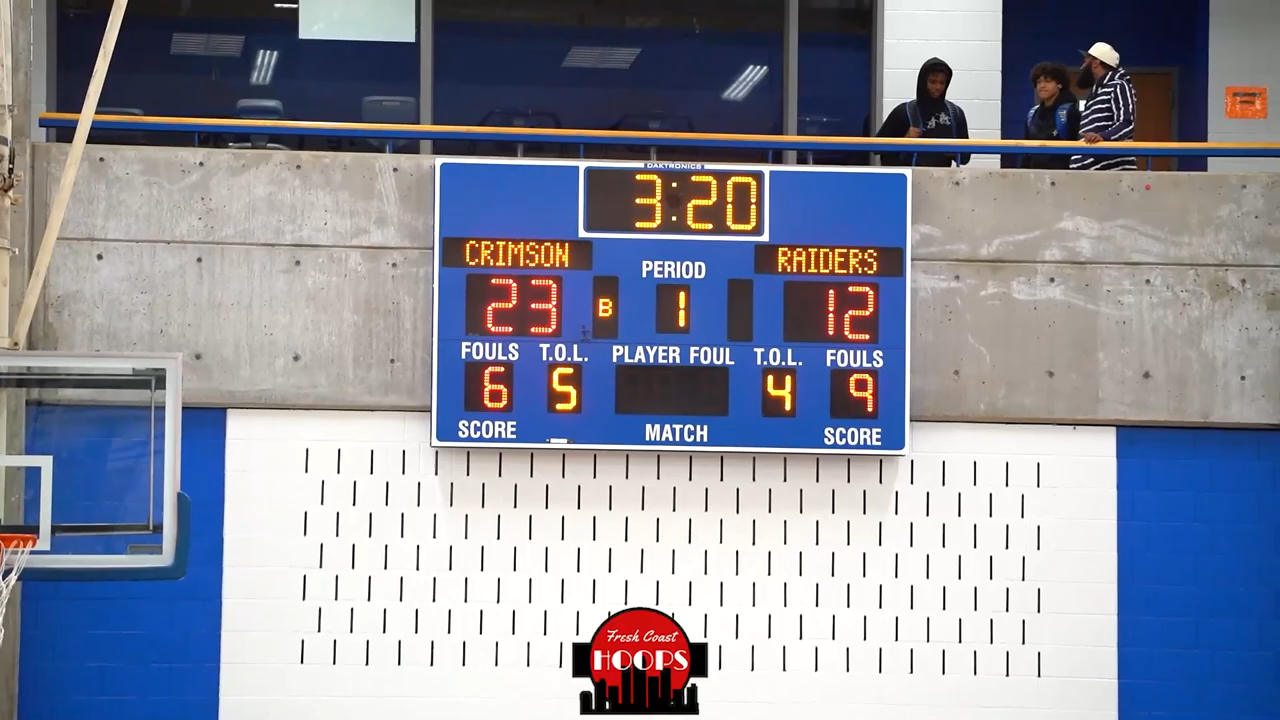 DAKTRONICS
3:20
CRIMSON
RAIDERS
PERIOD
23
B
1
12
FOULS
T.O.L.
PLAYER FOUL
T.O.L.
FOULS
6
5
4
9
SCORE
MATCH
SCORE
Fresh Coast
HOOPS